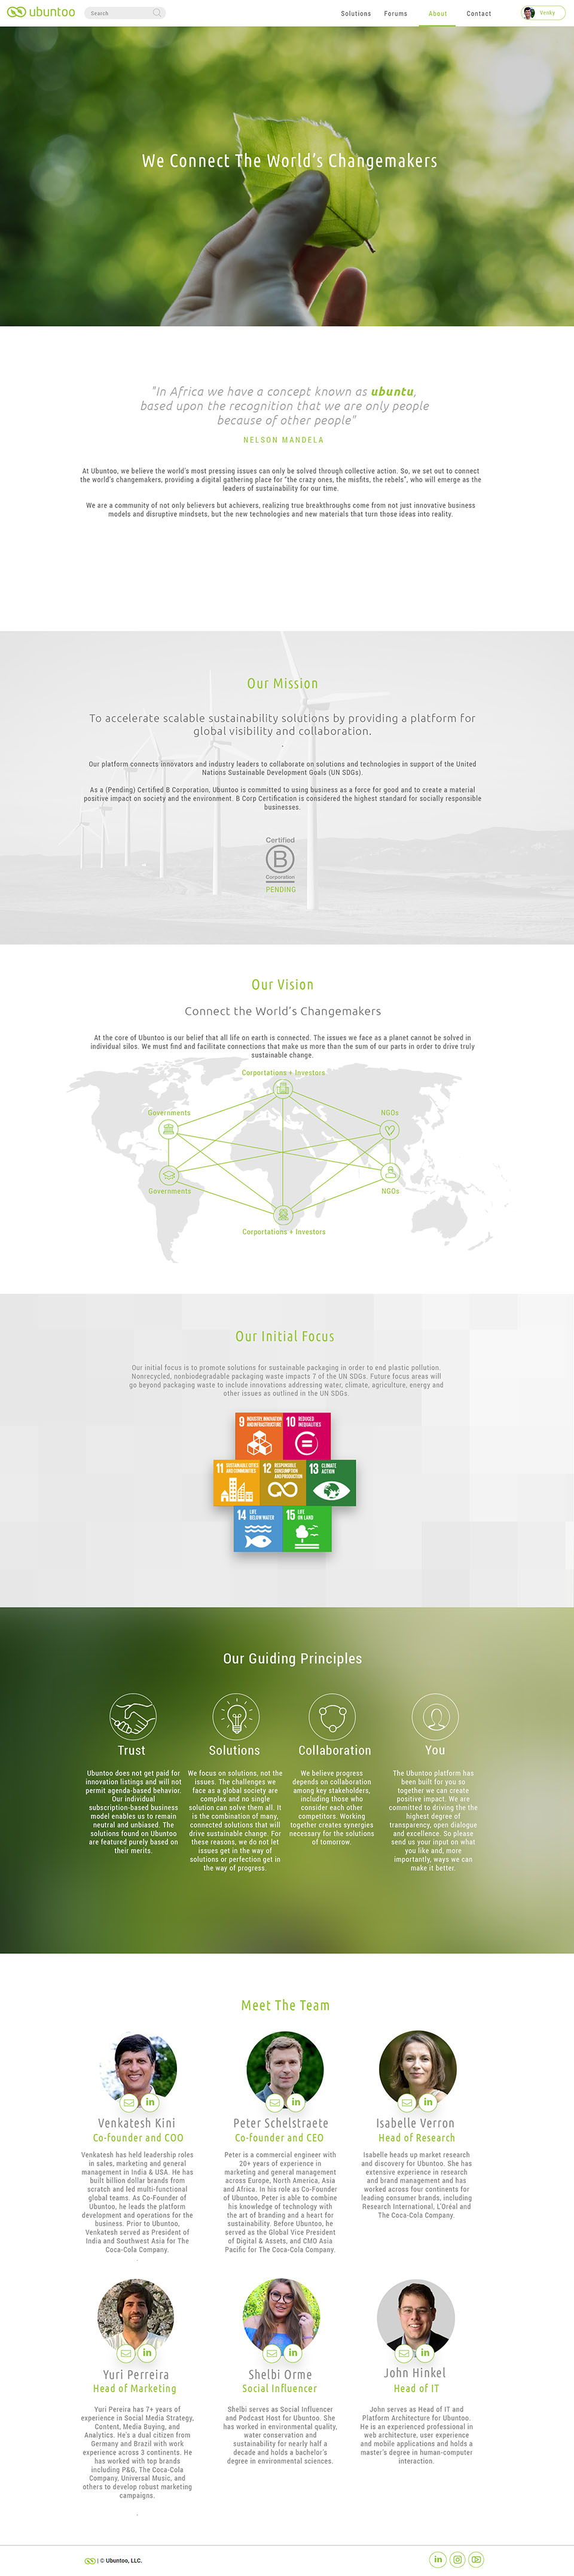 ubuntoo
Search
Solutions Forums About Contact
Venky
We Connect The World's Changemakers
"In Africa we have a concept known as ubuntu,
based upon the recognition that we are only people
because of other people"
NELSON MANDELA
At Ubuntoo, we believe the world's most pressing issues can only be solved through collective action. So, we set out to connect
the world's changemakers, providing a digital gathering place for "the crazy ones, the misfits, the rebels", who will emerge as the
leaders of sustainability for our time.
We are a community of not only believers but achievers, realizing true breakthroughs come from not just innovative business
models and disruptive mindsets, but the new technologies and new materials that turn those ideas into reality.
Our Mission
To accelerate scalable sustainability solutions by providing a platform for
global visibility and collaboration.
Our platform connects innovators and industry leaders to collaborate on solutions and technologies in support of the United
Nations Sustainable Development Goals (UN SDGs).
As a (Pending) Certified B Corporation, Ubuntoo is committed to using business as a force for good and to create a material
positive impact on society and the environment. B Corp Certification is considered the highest standard for socially responsible
businesses.
Certified
B
Corporation
PENDING
Our Vision
Connect the World's Changemakers
At the core of Ubuntoo is our belief that all life on earth is connected. The issues we face as a planet cannot be solved in
individual silos. We must find and facilitate connections that make us more than the sum of our parts in order to drive truly
sustainable change.
Corportations + Investors
Governments
NGOs
Governments
NGOs
Corportations + Investors
Our Initial Focus
Our initial focus is to promote solutions for sustainable packaging in order to end plastic pollution.
Nonrecycled, nonbiodegradable packaging waste impacts 7 of the UN SDGs. Future focus areas will
go beyond packaging waste to include innovations addressing water, climate, agriculture, energy and
other issues as outlined in the UN SDGs.
9 INDUSTRY, INNOVATION
AND INFRASTRUCTURE
10 REDUCED
INEQUALITIES
11 SUSTAINABLE CITIES
AND COMMUNITIES
12 RESPONSIBLE
CONSUMPTION
AND PRODUCTION
13 CLIMATE
ACTION
14 LIFE
BELOW WATER
15 LIFE
ON LAND
Our Guiding Principles
Trust
Ubuntoo does not get paid for
innovation listings and will not
permit agenda-based behavior.
Our individual
subscription-based business
model enables us to remain
neutral and unbiased. The
solutions found on Ubuntoo
are featured purely based on
their merits.
Solutions
We focus on solutions, not the
issues. The challenges we
face as a global society are
complex and no single
solution can solve them all. It
is the combination of many,
connected solutions that will
drive sustainable change. For
these reasons, we do not let
issues get in the way of
solutions or perfection get in
the way of progress.
Collaboration
We believe progress
depends on collaboration
among key stakeholders,
including those who
consider each other
competitors. Working
together creates synergies
necessary for the solutions
of tomorrow.
You
The Ubuntoo platform has
been built for you so
together we can create
positive impact. We are
committed to driving the the
highest degree of
transparency, open dialogue
and excellence. So please
send us your input on what
you like and, more
importantly, ways we can
make it better.
Meet The Team
in
Venkatesh Kini
Co-founder and COO
Venkatesh has held leadership roles
in sales, marketing and general
management in India & USA. He has
built billion dollar brands from
scratch and led multi-functional
global teams. As Co-Founder of
Ubuntoo, he leads the platform
development and operations for the
business. Prior to Ubuntoo,
Venkatesh served as President of
India and Southwest Asia for The
Coca-Cola Company.
in
Peter Schelstraete
Co-founder and CEO
Peter is a commercial engineer with
20+ years of experience in
marketing and general management
across Europe, North America, Asia
and Africa. In his role as Co-Founder
of Ubuntoo, Peter is able to combine
his knowledge of technology with
the art of branding and a heart for
sustainability. Before Ubuntoo, he
served as the Global Vice President
of Digital & Assets, and CMO Asia
Pacific for The Coca-Cola Company.
in
Isabelle Verron
Head of Research
Isabelle heads up market research
and discovery for Ubuntoo. She has
extensive experience in research
and brand management and has
worked across four continents for
leading consumer brands, including
Research International, L'Oréal and
The Coca-Cola Company.
in
Yuri Perreira
Head of Marketing
Yuri Pereira has 7+ years of
experience in Social Media Strategy,
Content, Media Buying, and
Analytics. He's a dual citizen from
Germany and Brazil with work
experience across 3 continents. He
has worked with top brands
including P&G, The Coca-Cola
Company, Universal Music, and
others to develop robust marketing
campaigns.
in
Shelbi Orme
Social Influencer
Shelbi serves as Social Influencer
and Podcast Host for Ubuntoo. She
has worked in environmental quality,
water conservation and
sustainability for nearly half a
decade and holds a bachelor's
degree in environmental sciences.
in
John Hinkel
Head of IT
John serves as Head of IT and
Platform Architecture for Ubuntoo.
He is an experienced professional in
web architecture, user experience
and mobile applications and holds a
master's degree in human-computer
interaction.
| © Ubuntoo, LLC.
in